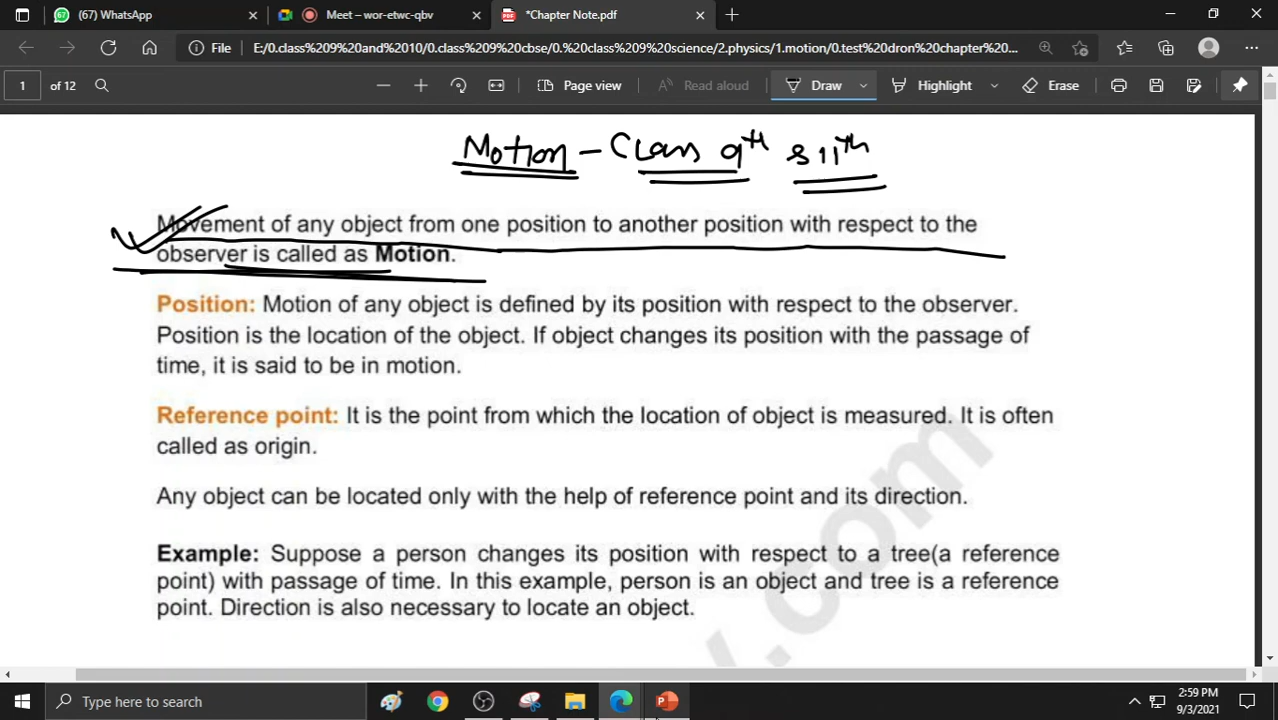 (67) WhatsApp
Meet – wor-etwc-qbv
*Chapter Note.pdf
File
E:/0.class%209%20and%2010/0.class%209%20cbse/0.%20class%209%20science/2.physics/1.motion/0.test%20dron%20chapter%20...
1 of 12
Page view
Read aloud
Draw
Highlight
Erase
Motion – Class 9th & 11th
Movement of any object from one position to another position with respect to the
observer is called as Motion.
Position: Motion of any object is defined by its position with respect to the observer.
Position is the location of the object. If object changes its position with the passage of
time, it is said to be in motion.
Reference point: It is the point from which the location of object is measured. It is often
called as origin.
Any object can be located only with the help of reference point and its direction.
Example: Suppose a person changes its position with respect to a tree(a reference
point) with passage of time. In this example, person is an object and tree is a reference
point. Direction is also necessary to locate an object.
y.com
Type here to search
2:59 PM
9/3/2021